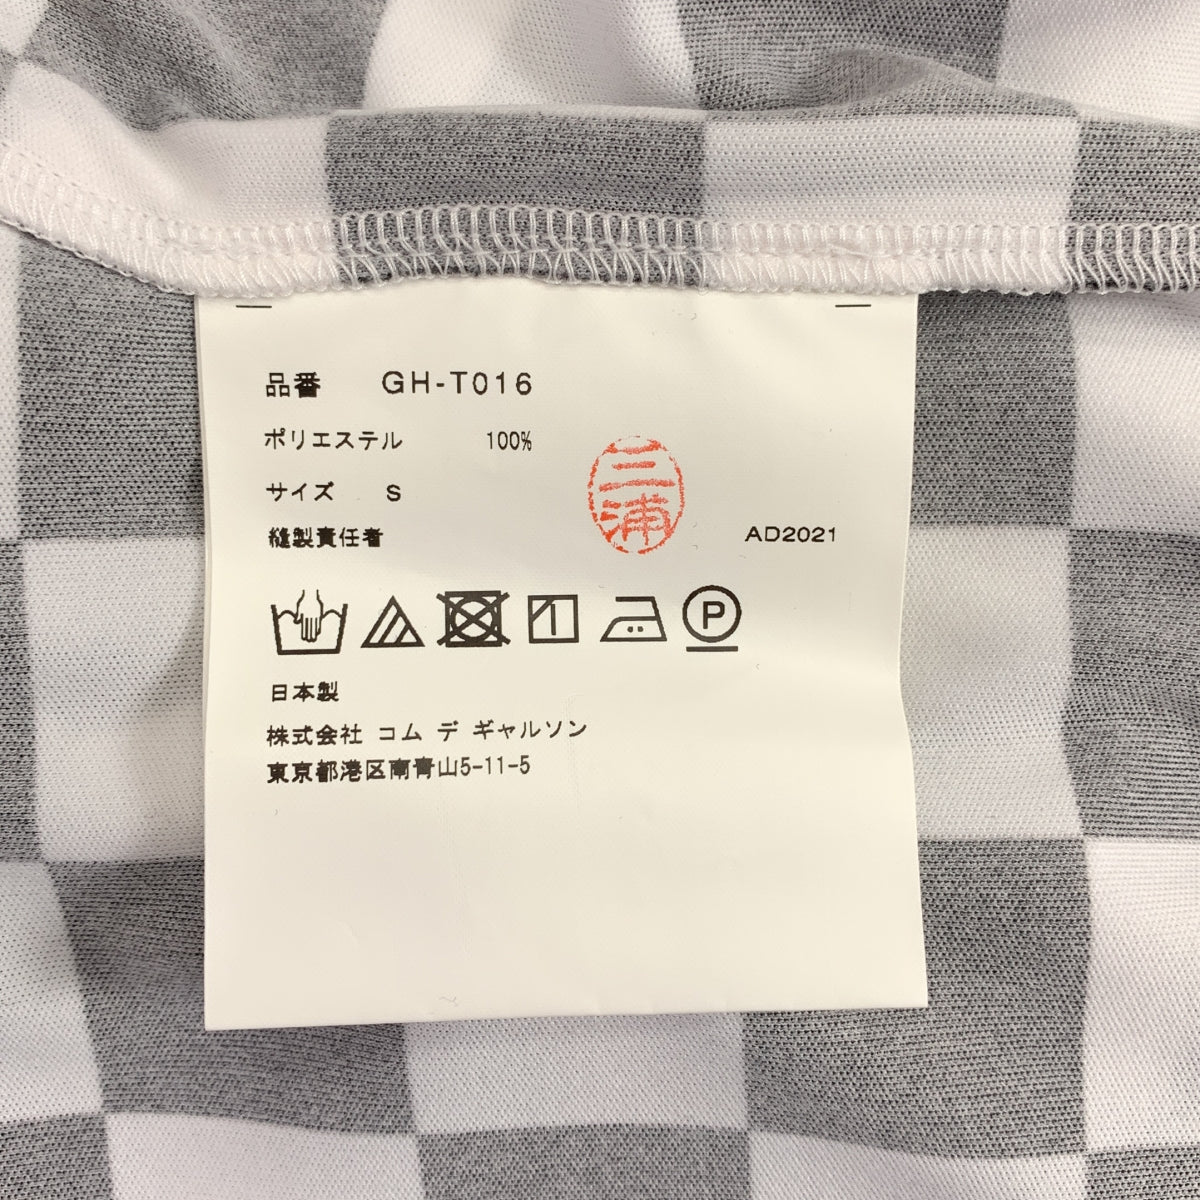 品番 GH-T016
ポリエステル 100%
サイズ S
縫製責任者 三浦 AD2021
P
日本製
株式会社 コム デ ギャルソン
東京都港区南青山5-11-5